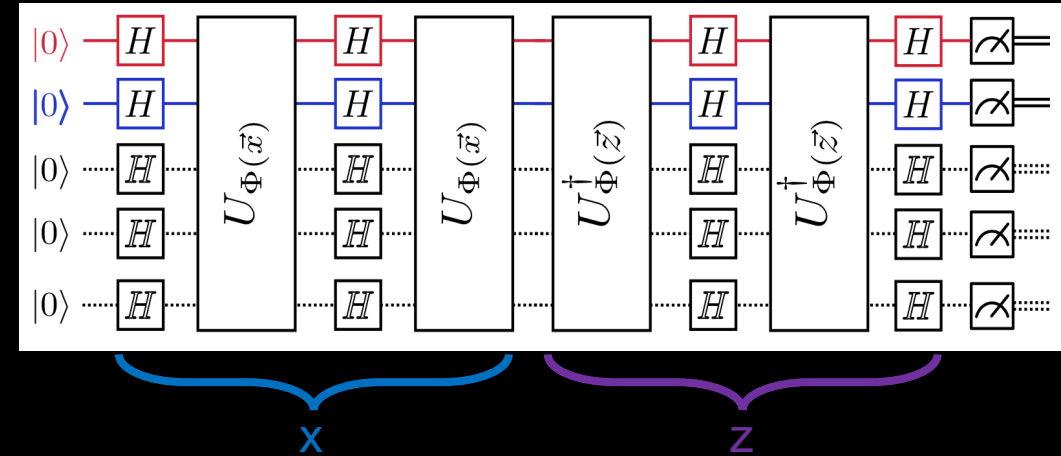 |0⟩ H H H H
|0⟩ H H H H
|0⟩ ℍ ℍ ℍ ℍ
|0⟩ ℍ ℍ ℍ ℍ
|0⟩ ℍ ℍ ℍ ℍ
U_Φ(x⃗) U_Φ(x⃗) U†_Φ(z⃗) U†_Φ(z⃗)
x z